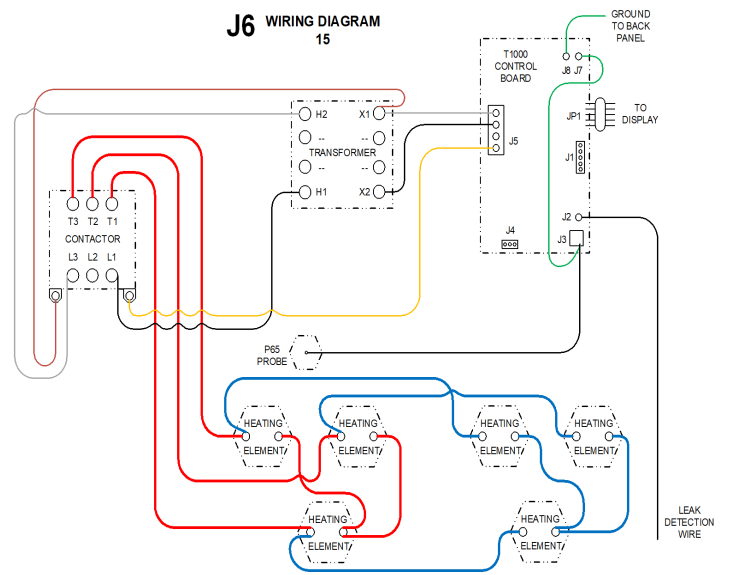 J6 WIRING DIAGRAM
15
GROUND
TO BACK
PANEL
T1000
CONTROL
BOARD
J8 J7
JP1
TO
DISPLAY
H2
X1
--
--
TRANSFORMER
--
--
H1
X2
J5
J1
J2
J3
J4
T3 T2 T1
CONTACTOR
L3 L2 L1
P65
PROBE
HEATING
ELEMENT
HEATING
ELEMENT
HEATING
ELEMENT
HEATING
ELEMENT
HEATING
ELEMENT
HEATING
ELEMENT
LEAK
DETECTION
WIRE